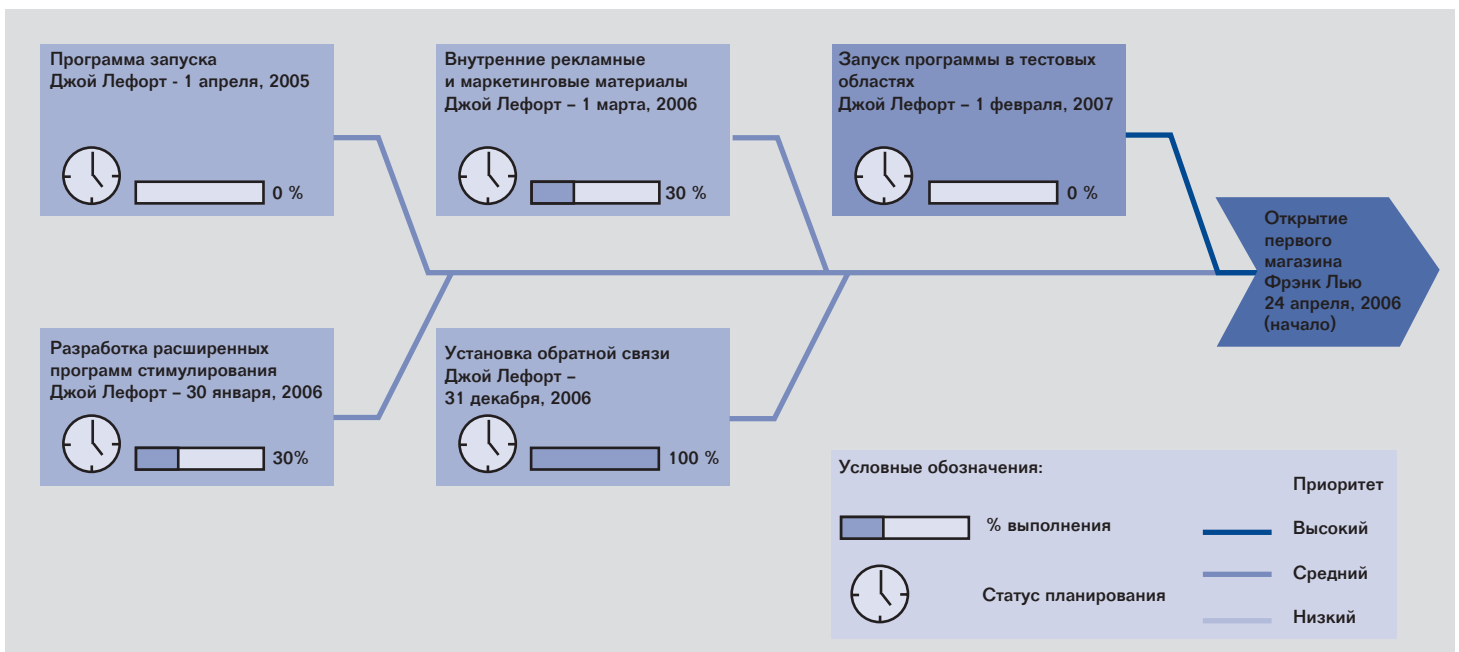 Программа запуска
Джой Лефорт - 1 апреля, 2005
0 %
Внутренние рекламные
и маркетинговые материалы
Джой Лефорт – 1 марта, 2006
30 %
Запуск программы в тестовых
областях
Джой Лефорт – 1 февраля, 2007
0 %
Открытие
первого
магазина
Фрэнк Лью
24 апреля, 2006
(начало)
Разработка расширенных
программ стимулирования
Джой Лефорт – 30 января, 2006
30%
Установка обратной связи
Джой Лефорт –
31 декабря, 2006
100 %
Условные обозначения:
% выполнения
Статус планирования
Приоритет
Высокий
Средний
Низкий